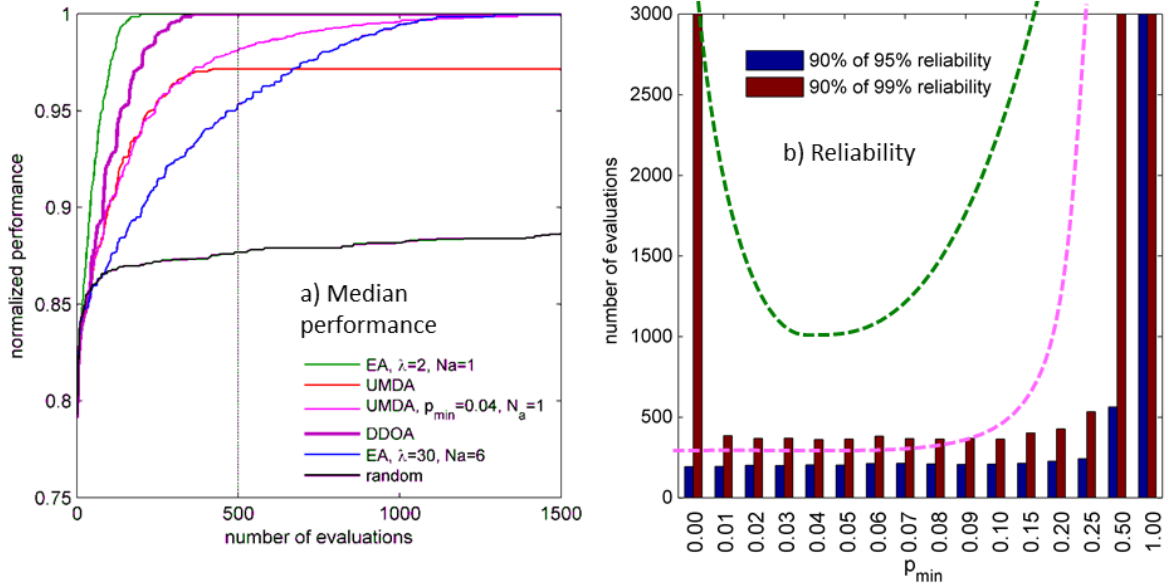 1
0.95
0.9
0.85
0.8
0.75
0
500
1000
1500
normalized performance
number of evaluations
a) Median
performance
EA, λ=2, Na=1
UMDA
UMDA, pmin=0.04, Na=1
DDOA
EA, λ=30, Na=6
random
3000
2500
2000
1500
1000
500
0
number of evaluations
90% of 95% reliability
90% of 99% reliability
b) Reliability
0.00
0.01
0.02
0.03
0.04
0.05
0.06
0.07
0.08
0.09
0.10
0.15
0.20
0.25
0.50
1.00
pmin